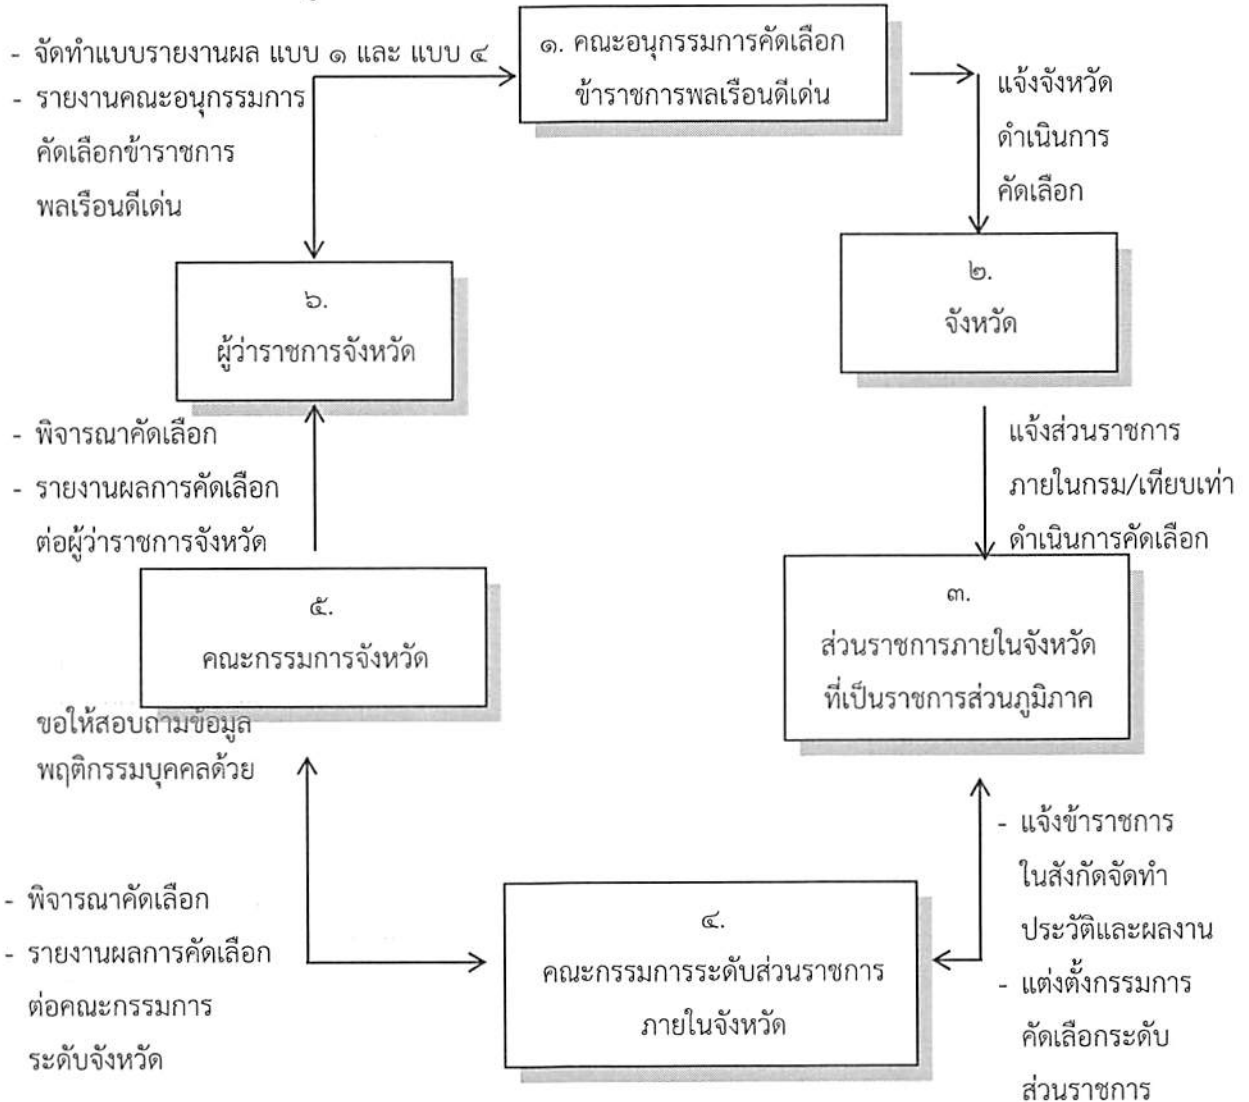 ๑. คณะอนุกรรมการคัดเลือก
ข้าราชการพลเรือนดีเด่น
แจ้งจังหวัด
ดำเนินการ
คัดเลือก
๒.
จังหวัด
แจ้งส่วนราชการ
ภายในกรม/เทียบเท่า
ดำเนินการคัดเลือก
๓.
ส่วนราชการภายในจังหวัด
ที่เป็นราชการส่วนภูมิภาค
- แจ้งข้าราชการ
ในสังกัดจัดทำ
ประวัติและผลงาน
- แต่งตั้งกรรมการ
คัดเลือกระดับ
ส่วนราชการ
๔.
คณะกรรมการระดับส่วนราชการ
ภายในจังหวัด
- พิจารณาคัดเลือก
- รายงานผลการคัดเลือก
ต่อคณะกรรมการ
ระดับจังหวัด
๕.
คณะกรรมการจังหวัด
ขอให้สอบถามข้อมูล
พฤติกรรมบุคคลด้วย
- พิจารณาคัดเลือก
- รายงานผลการคัดเลือก
ต่อผู้ว่าราชการจังหวัด
๖.
ผู้ว่าราชการจังหวัด
- จัดทำแบบรายงานผล แบบ ๑ และ แบบ ๔
- รายงานคณะอนุกรรมการ
คัดเลือกข้าราชการ
พลเรือนดีเด่น